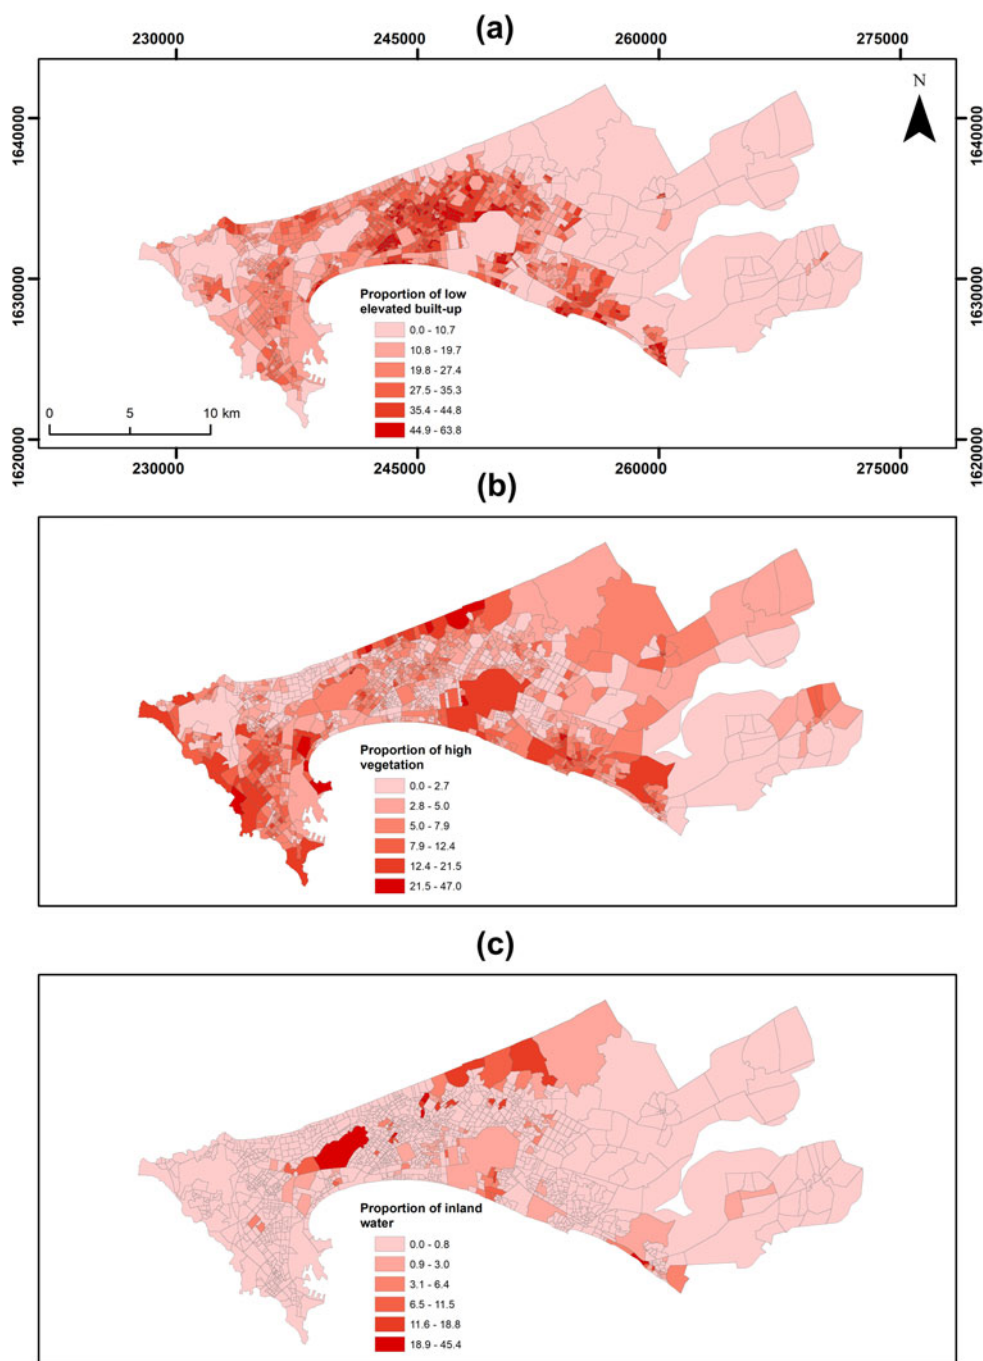 (a)
230000 245000 260000 275000
N
1640000 1640000
1630000 1630000
Proportion of low
elevated built-up
0.0 - 10.7
10.8 - 19.7
19.8 - 27.4
27.5 - 35.3
35.4 - 44.8
44.9 - 63.8
0 5 10 km
1620000 1620000
230000 245000 260000 275000
(b)
Proportion of high
vegetation
0.0 - 2.7
2.8 - 5.0
5.0 - 7.9
7.9 - 12.4
12.4 - 21.5
21.5 - 47.0
(c)
Proportion of inland
water
0.0 - 0.8
0.9 - 3.0
3.1 - 6.4
6.5 - 11.5
11.6 - 18.8
18.9 - 45.4